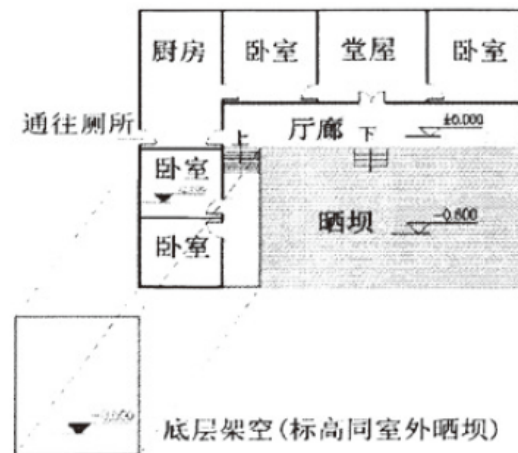 厨房 卧室 堂屋 卧室
通往厕所 上 厅廊 下 ±0.000
卧室
晒坝 -0.600
卧室
底层架空(标高同室外晒坝)